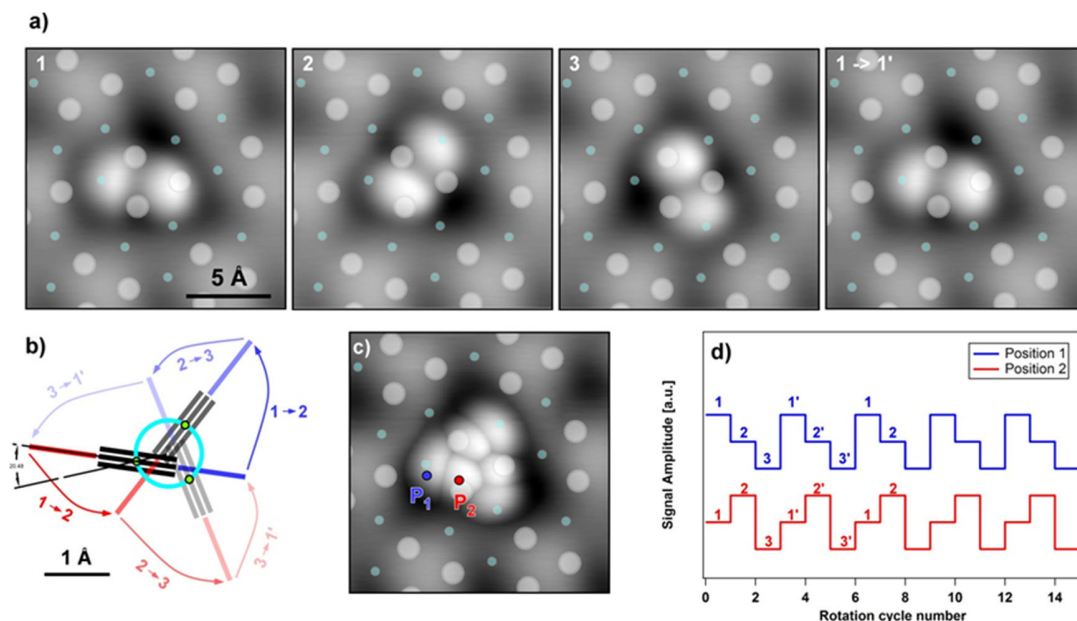 a)
1
2
3
1 -> 1'
5 Å
b)
2→3
3→1'
1→2
20.49
1→2
3→1'
2→3
1 Å
c)
P1
P2
d)
Signal Amplitude [a.u.]
Position 1
Position 2
1 1' 1
2 2' 2
3 3'
2 2' 2
1 1' 1
3 3'
0 2 4 6 8 10 12 14
Rotation cycle number